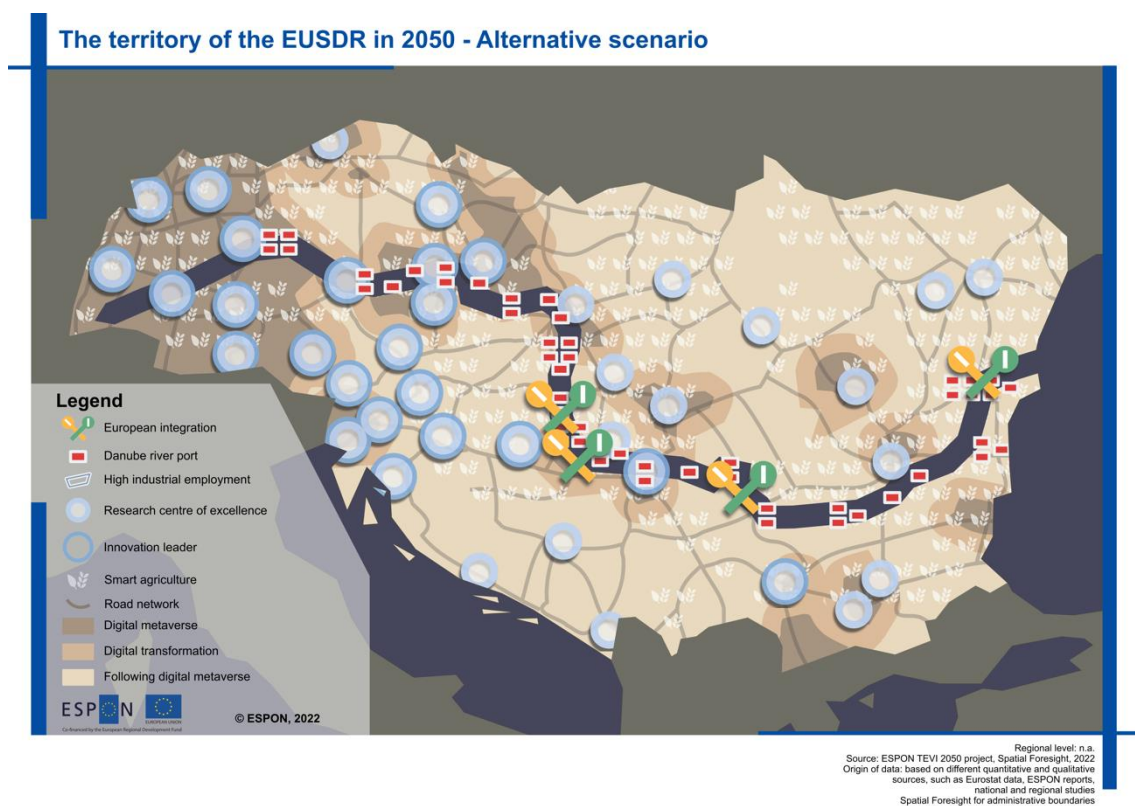 The territory of the EUSDR in 2050 - Alternative scenario
Legend
European integration
Danube river port
High industrial employment
Research centre of excellence
Innovation leader
Smart agriculture
Road network
Digital metaverse
Digital transformation
Following digital metaverse
ESPON
EUROPEAN UNION
Co-financed by the European Regional Development Fund
© ESPON, 2022
Regional level: n.a.
Source: ESPON TEVI 2050 project, Spatial Foresight, 2022
Origin of data: based on different quantitative and qualitative
sources, such as Eurostat data, ESPON reports,
national and regional studies
Spatial Foresight for administrative boundaries